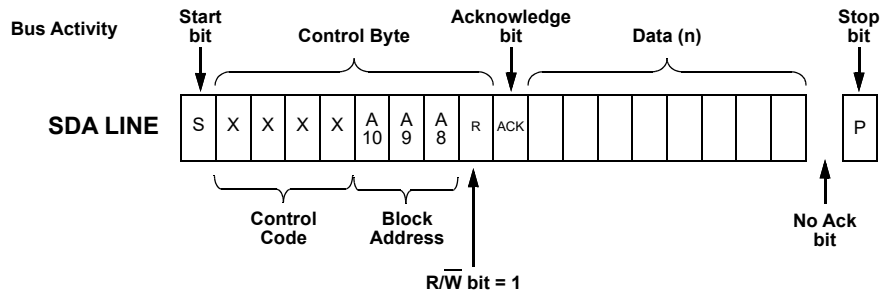 Bus Activity
Start
bit
Control Byte
Acknowledge
bit
Data (n)
Stop
bit
SDA LINE
S
X
X
X
X
A
10
A
9
A
8
R
ACK
P
Control
Code
Block
Address
No Ack
bit
R/W̅ bit = 1